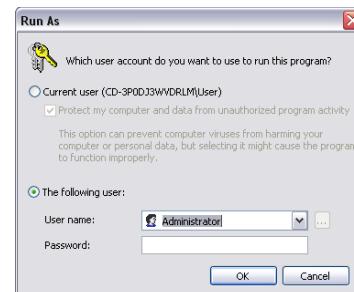 Run As
Which user account do you want to use to run this program?
Current user (CD-3P0DJ3WVDRLM\User)
Protect my computer and data from unauthorized program activity
This option can prevent computer viruses from harming your
computer or personal data, but selecting it might cause the program
to function improperly.
The following user:
User name:
Administrator
...
Password:
OK
Cancel